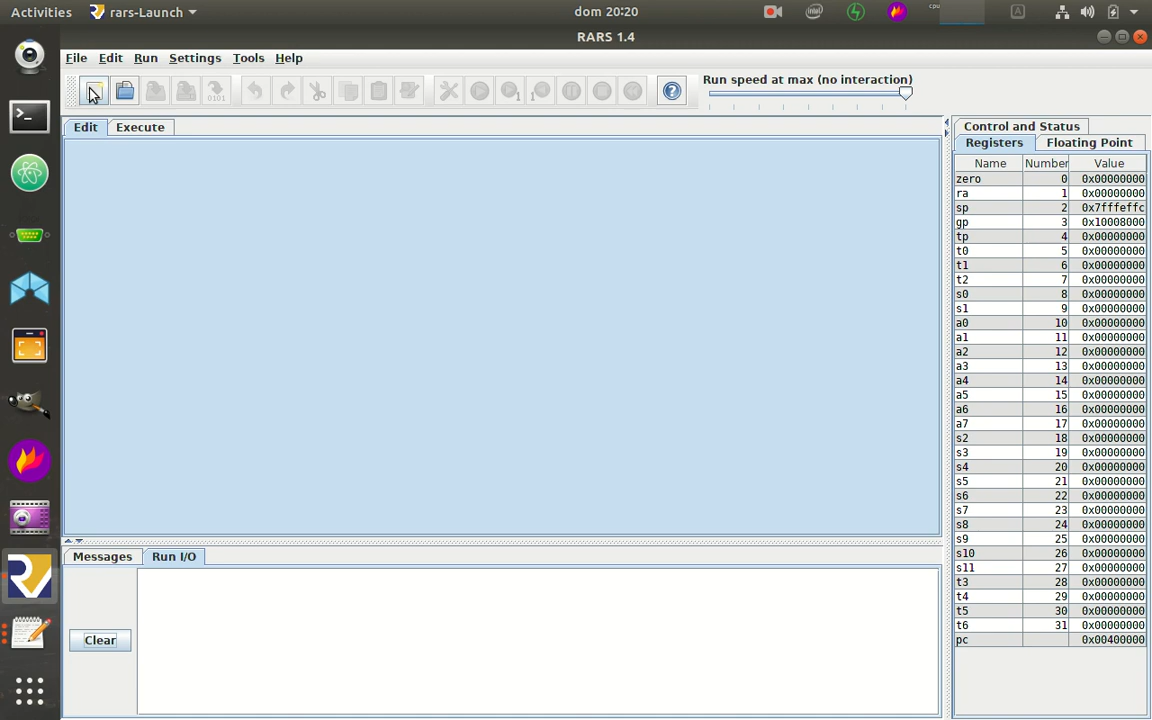 Activities rars-Launch dom 20:20
cpu A
RARS 1.4
File Edit Run Settings Tools Help
Run speed at max (no interaction)
0101 1 1 ?
Edit Execute
Control and Status
Registers Floating Point
Name Number Value
zero 0 0x00000000
ra 1 0x00000000
sp 2 0x7fffeffc
gp 3 0x10008000
tp 4 0x00000000
t0 5 0x00000000
t1 6 0x00000000
t2 7 0x00000000
s0 8 0x00000000
s1 9 0x00000000
a0 10 0x00000000
a1 11 0x00000000
a2 12 0x00000000
a3 13 0x00000000
a4 14 0x00000000
a5 15 0x00000000
a6 16 0x00000000
a7 17 0x00000000
s2 18 0x00000000
s3 19 0x00000000
s4 20 0x00000000
s5 21 0x00000000
s6 22 0x00000000
s7 23 0x00000000
s8 24 0x00000000
s9 25 0x00000000
s10 26 0x00000000
s11 27 0x00000000
t3 28 0x00000000
t4 29 0x00000000
t5 30 0x00000000
t6 31 0x00000000
pc 0x00400000
Messages Run I/O
Clear